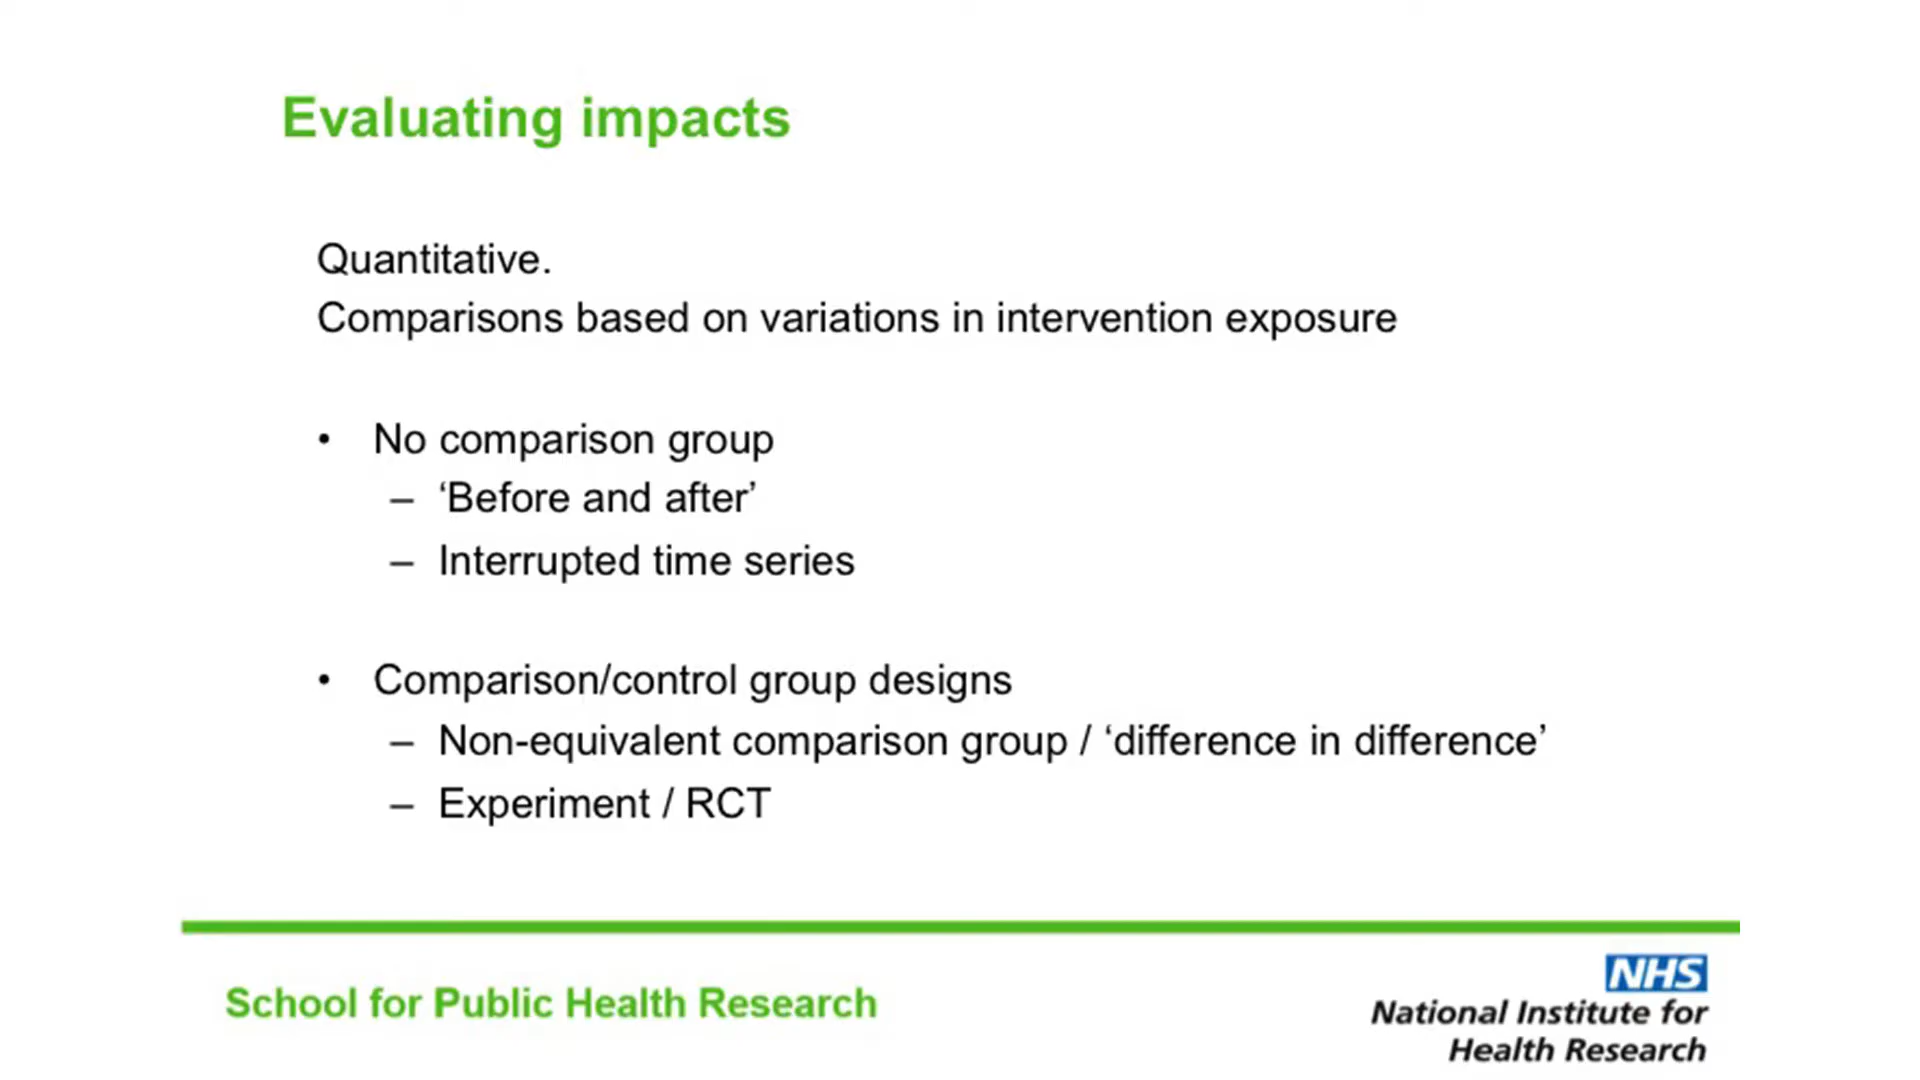 Evaluating impacts
Quantitative.
Comparisons based on variations in intervention exposure
• No comparison group
– ‘Before and after’
– Interrupted time series
• Comparison/control group designs
– Non-equivalent comparison group / ‘difference in difference’
– Experiment / RCT
School for Public Health Research
NHS
National Institute for
Health Research